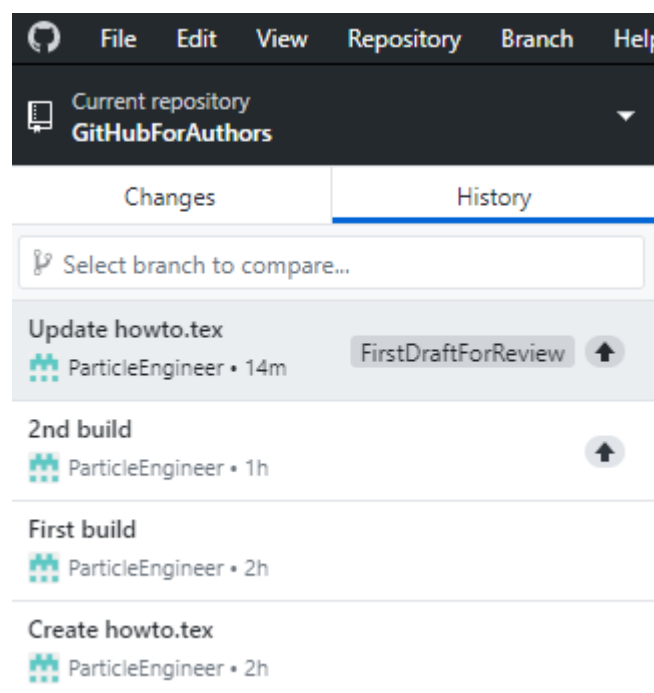 File Edit View Repository Branch Help
Current repository
GitHubForAuthors
Changes History
Select branch to compare...
Update howto.tex
FirstDraftForReview
ParticleEngineer • 14m
2nd build
ParticleEngineer • 1h
First build
ParticleEngineer • 2h
Create howto.tex
ParticleEngineer • 2h